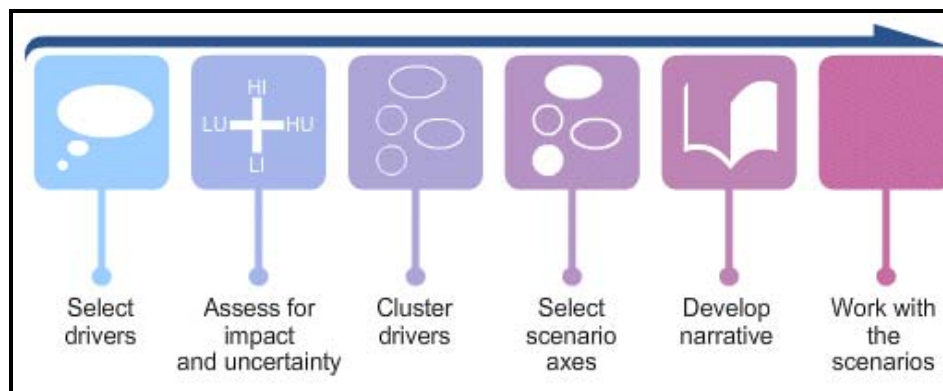 HI
LU HU
LI
Select
drivers
Assess for
impact
and uncertainty
Cluster
drivers
Select
scenario
axes
Develop
narrative
Work with
the
scenarios